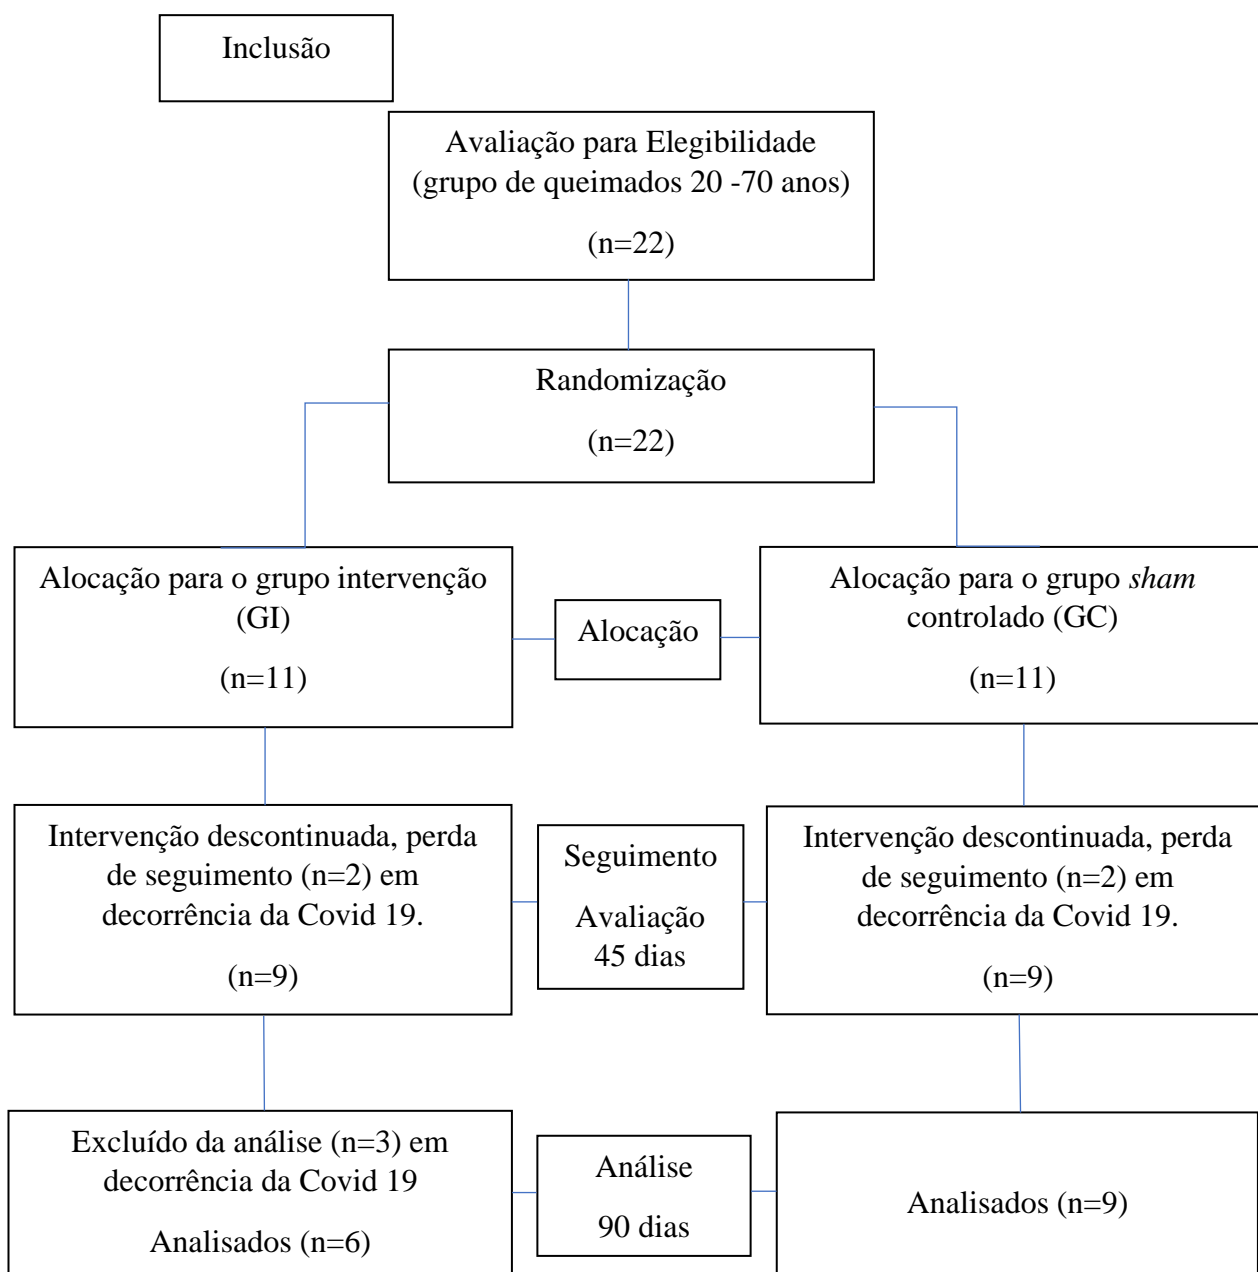 Inclusão
Avaliação para Elegibilidade
(grupo de queimados 20 -70 anos)
(n=22)
Randomização
(n=22)
Alocação para o grupo intervenção
(GI)
(n=11)
Alocação
Alocação para o grupo sham
controlado (GC)
(n=11)
Intervenção descontinuada, perda
de seguimento (n=2) em
decorrência da Covid 19.
(n=9)
Seguimento
Avaliação
45 dias
Intervenção descontinuada, perda
de seguimento (n=2) em
decorrência da Covid 19.
(n=9)
Excluído da análise (n=3) em
decorrência da Covid 19
Analisados (n=6)
Análise
90 dias
Analisados (n=9)